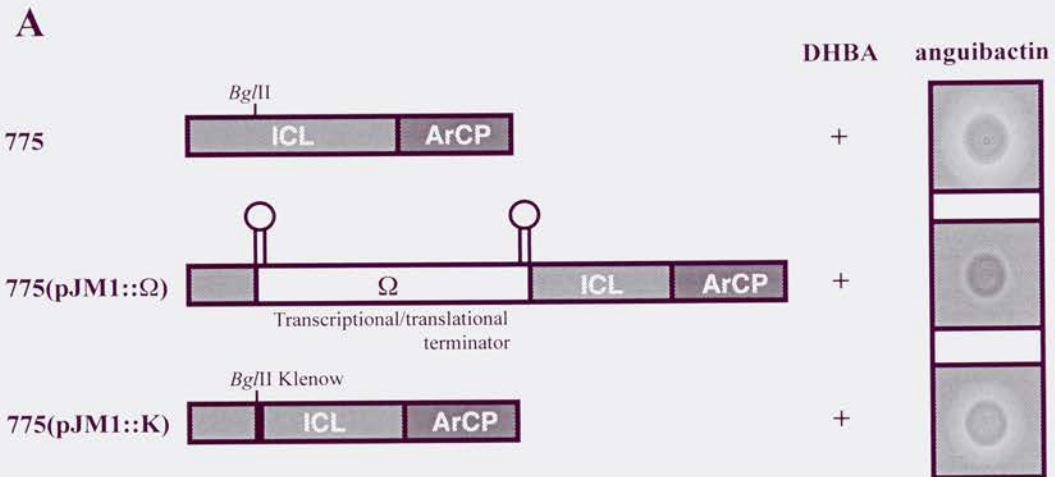 A
DHBA anguibactin
BglII
775 ICL ArCP +
775(pJM1::Ω) Ω ICL ArCP +
Transcriptional/translational
terminator
BglII Klenow
775(pJM1::K) ICL ArCP +